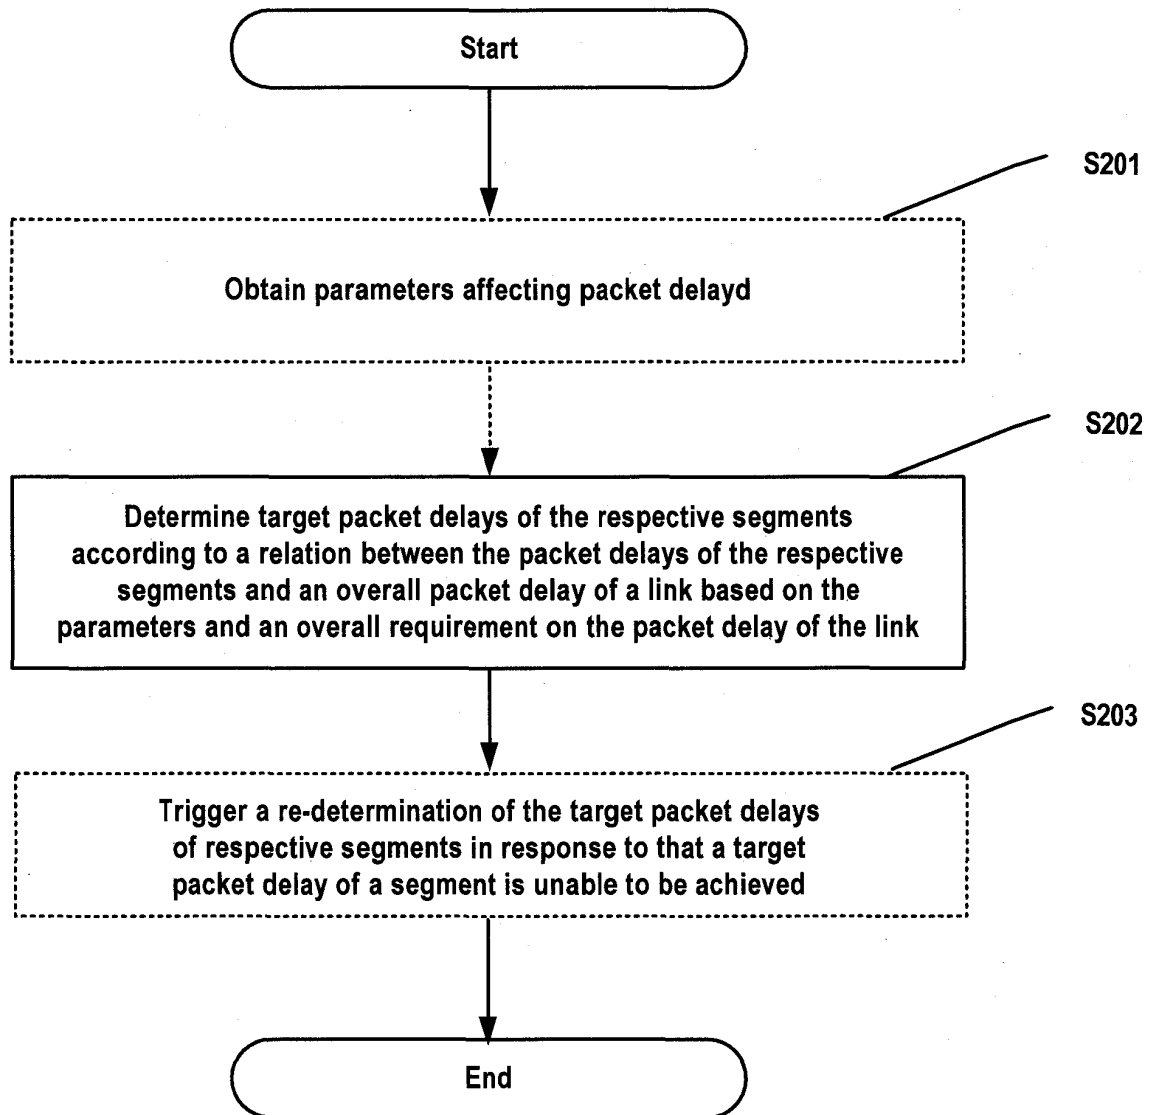 Start
S201
Obtain parameters affecting packet delayd
S202
Determine target packet delays of the respective segments
according to a relation between the packet delays of the respective
segments and an overall packet delay of a link based on the
parameters and an overall requirement on the packet delay of the link
S203
Trigger a re-determination of the target packet delays
of respective segments in response to that a target
packet delay of a segment is unable to be achieved
End